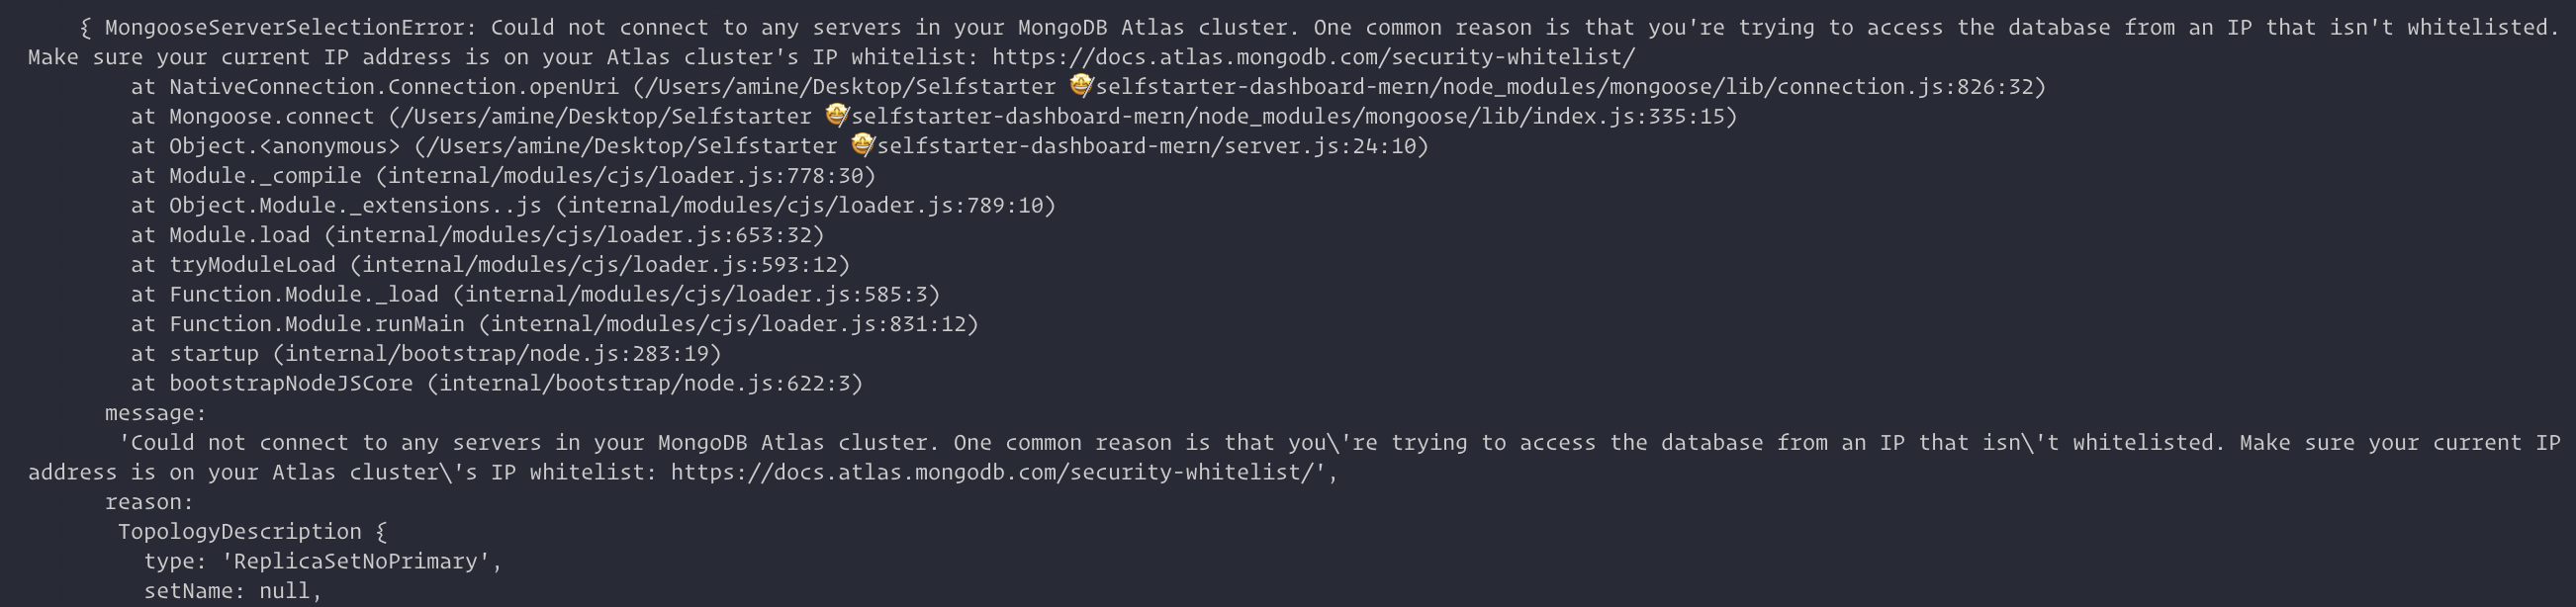 { MongooseServerSelectionError: Could not connect to any servers in your MongoDB Atlas cluster. One common reason is that you're trying to access the database from an IP that isn't whitelisted.
Make sure your current IP address is on your Atlas cluster's IP whitelist: https://docs.atlas.mongodb.com/security-whitelist/
at NativeConnection.Connection.openUri (/Users/amine/Desktop/Selfstarter 🤩/selfstarter-dashboard-mern/node_modules/mongoose/lib/connection.js:826:32)
at Mongoose.connect (/Users/amine/Desktop/Selfstarter 🤩/selfstarter-dashboard-mern/node_modules/mongoose/lib/index.js:335:15)
at Object.<anonymous> (/Users/amine/Desktop/Selfstarter 🤩/selfstarter-dashboard-mern/server.js:24:10)
at Module._compile (internal/modules/cjs/loader.js:778:30)
at Object.Module._extensions..js (internal/modules/cjs/loader.js:789:10)
at Module.load (internal/modules/cjs/loader.js:653:32)
at tryModuleLoad (internal/modules/cjs/loader.js:593:12)
at Function.Module._load (internal/modules/cjs/loader.js:585:3)
at Function.Module.runMain (internal/modules/cjs/loader.js:831:12)
at startup (internal/bootstrap/node.js:283:19)
at bootstrapNodeJSCore (internal/bootstrap/node.js:622:3)
message:
'Could not connect to any servers in your MongoDB Atlas cluster. One common reason is that you\'re trying to access the database from an IP that isn\'t whitelisted. Make sure your current IP
address is on your Atlas cluster\'s IP whitelist: https://docs.atlas.mongodb.com/security-whitelist/',
reason:
TopologyDescription {
type: 'ReplicaSetNoPrimary',
setName: null,